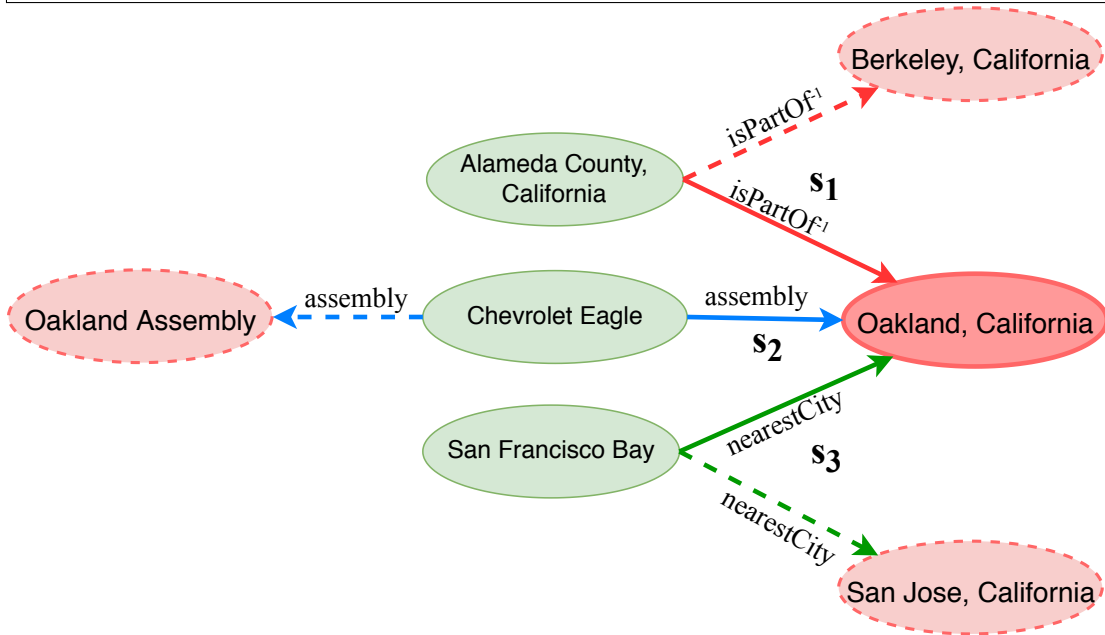 Berkeley, California
isPartOf-1
Alameda County,
California
s1
isPartOf-1
assembly
assembly
Oakland Assembly
Chevrolet Eagle
Oakland, California
s2
nearestCity
San Francisco Bay
s3
nearestCity
San Jose, California